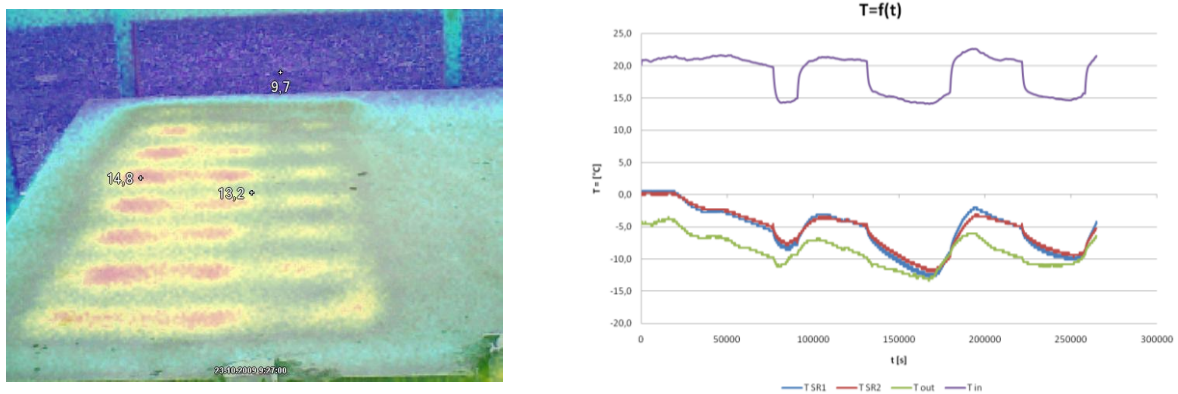 9,7
14,8
13,2
23.10.2009 9:27:00
T=f(t)
25,0
20,0
15,0
10,0
5,0
0,0
-5,0
-10,0
-15,0
-20,0
T= [°C]
0 50000 100000 150000 200000 250000 300000
t [s]
T SR1 T SR2 T out T in